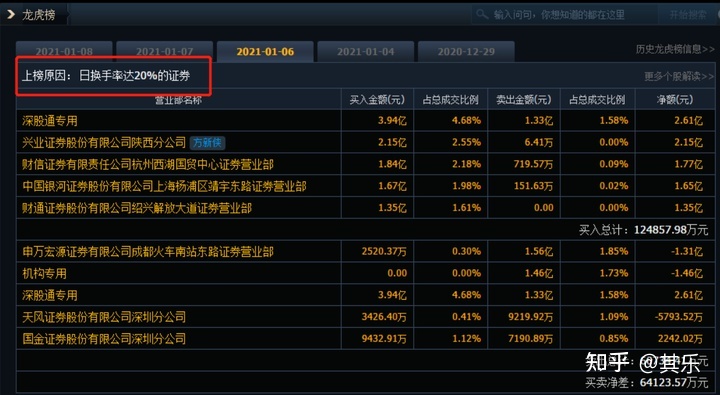 龙虎榜
输入问句，你想知道的都在这里
开始搜索
2021-01-08 2021-01-07 2021-01-06 2021-01-04 2020-12-29 历史龙虎榜信息>>
上榜原因：日换手率达20%的证券 更多个股解读>>
营业部名称 买入金额(元) 占总成交比例 卖出金额(元) 占总成交比例 净额(元)
深股通专用 3.94亿 4.68% 1.33亿 1.58% 2.61亿
兴业证券股份有限公司陕西分公司 方新侠 2.15亿 2.55% 6.41万 0.00% 2.15亿
财信证券有限责任公司杭州西湖国贸中心证券营业部 1.84亿 2.18% 719.57万 0.09% 1.77亿
中国银河证券股份有限公司上海杨浦区靖宇东路证券营业部 1.67亿 1.98% 151.63万 0.02% 1.65亿
财通证券股份有限公司绍兴解放大道证券营业部 1.35亿 1.61% 0.00 0.00% 1.35亿
买入总计：124857.98万元
申万宏源证券有限公司成都火车南站东路证券营业部 2520.37万 0.30% 1.56亿 1.85% -1.31亿
机构专用 0.00 0.00% 1.46亿 1.73% -1.46亿
深股通专用 3.94亿 4.68% 1.33亿 1.58% 2.61亿
天风证券股份有限公司深圳分公司 3426.40万 0.41% 9219.92万 1.09% -5793.52万
国金证券股份有限公司深圳分公司 9432.91万 1.12% 7190.89万 0.85% 2242.02万
万元
买卖净差：64123.57万元
知乎 @其乐